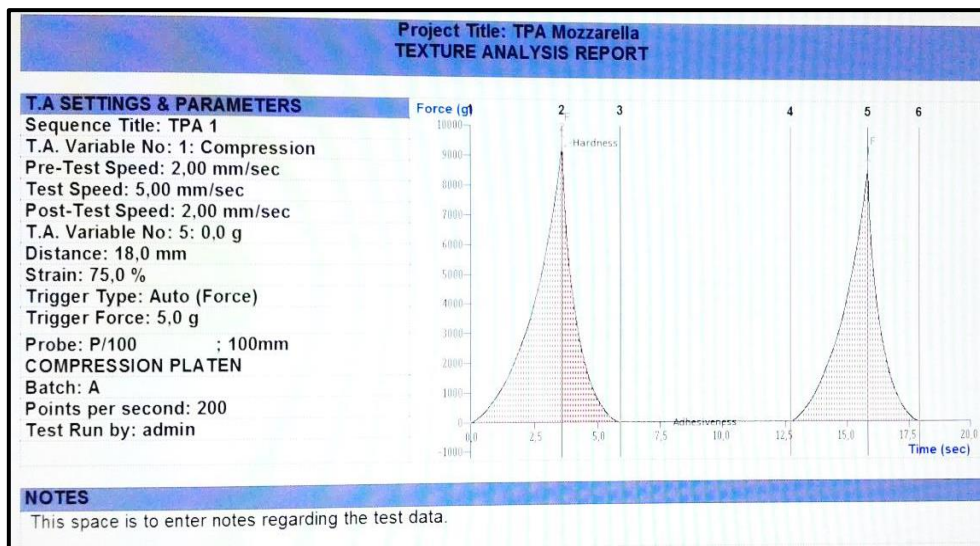 Project Title: TPA Mozzarella
TEXTURE ANALYSIS REPORT
T.A SETTINGS & PARAMETERS
Sequence Title: TPA 1
T.A. Variable No: 1: Compression
Pre-Test Speed: 2,00 mm/sec
Test Speed: 5,00 mm/sec
Post-Test Speed: 2,00 mm/sec
T.A. Variable No: 5: 0,0 g
Distance: 18,0 mm
Strain: 75,0 %
Trigger Type: Auto (Force)
Trigger Force: 5,0 g
Probe: P/100 ; 100mm
COMPRESSION PLATEN
Batch: A
Points per second: 200
Test Run by: admin
Force (g)
1 2 3 4 5 6
F F
Hardness
10000
9000
8000
7000
6000
5000
4000
3000
2000
1000
0
-1000
Adhesiveness
0,0 2,5 5,0 7,5 10,0 12,5 15,0 17,5 20,0
Time (sec)
NOTES
This space is to enter notes regarding the test data.